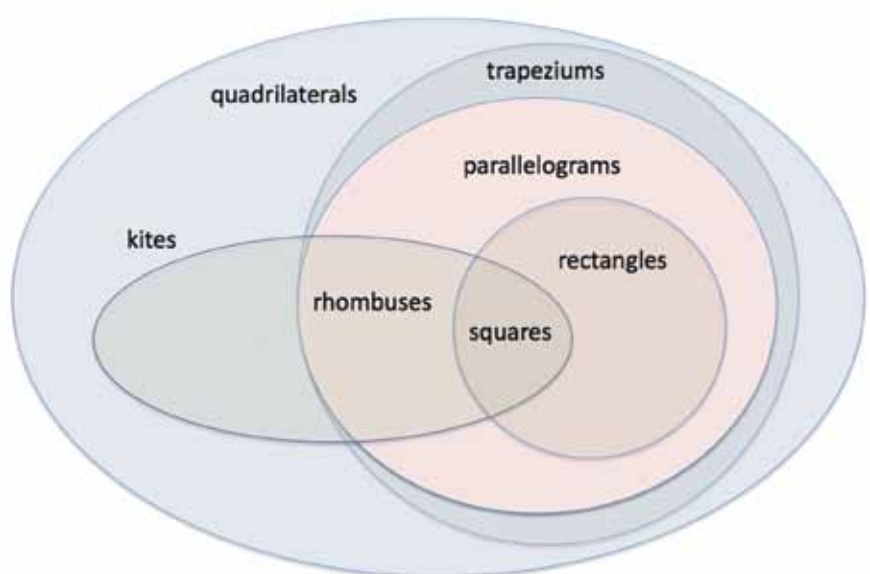 trapeziums
quadrilaterals
parallelograms
kites
rectangles
rhombuses
squares